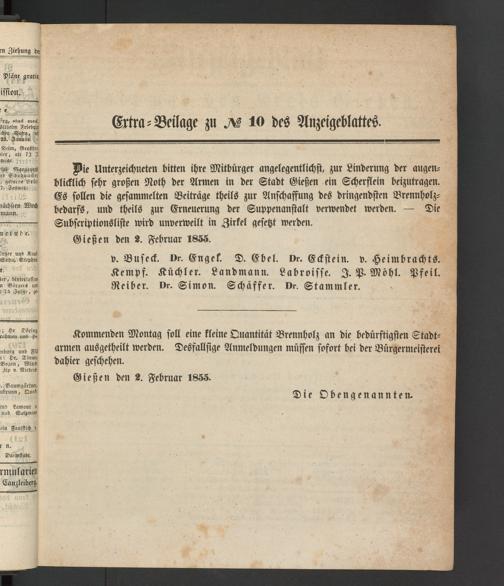 Extra-Beilage zu № 10 des Anzeigeblattes.
Die Unterzeichneten bitten ihre Mitbürger angelegentlichst, zur Linderung der augen-
blicklich sehr großen Noth der Armen in der Stadt Gießen ein Scherflein beizutragen.
Es sollen die gesammelten Beiträge theils zur Anschaffung des dringendsten Brennholz-
bedarfs, und theils zur Erneuerung der Suppenanstalt verwendet werden. — Die
Subscriptionsliste wird unverweilt in Zirkel gesetzt werden.
Gießen den 2. Februar 1855.
v. Buseck. Dr. Engel. D. Ebel. Dr. Eckstein. v. Heimbrachts.
Kempf. Küchler. Landmann. Labroisse. J. P. Möhl. Pfeil.
Reiber. Dr. Simon. Schäffer. Dr. Stammler.
Kommenden Montag soll eine kleine Quantität Brennholz an die bedürftigsten Stadt-
armen ausgetheilt werden. Desfallsige Anmeldungen müssen sofort bei der Bürgermeisterei
dahier geschehen.
Gießen den 2. Februar 1855.
Die Obengenannten.